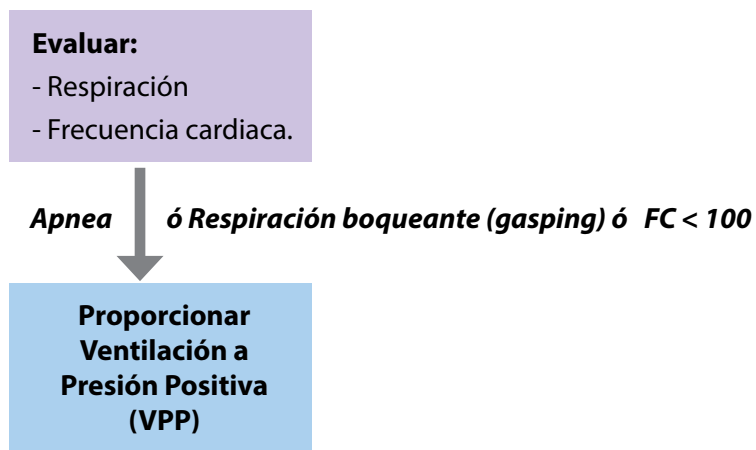 Evaluar:
- Respiración
- Frecuencia cardiaca.
Apnea ó Respiración boqueante (gasping) ó FC < 100
Proporcionar
Ventilación a
Presión Positiva
(VPP)